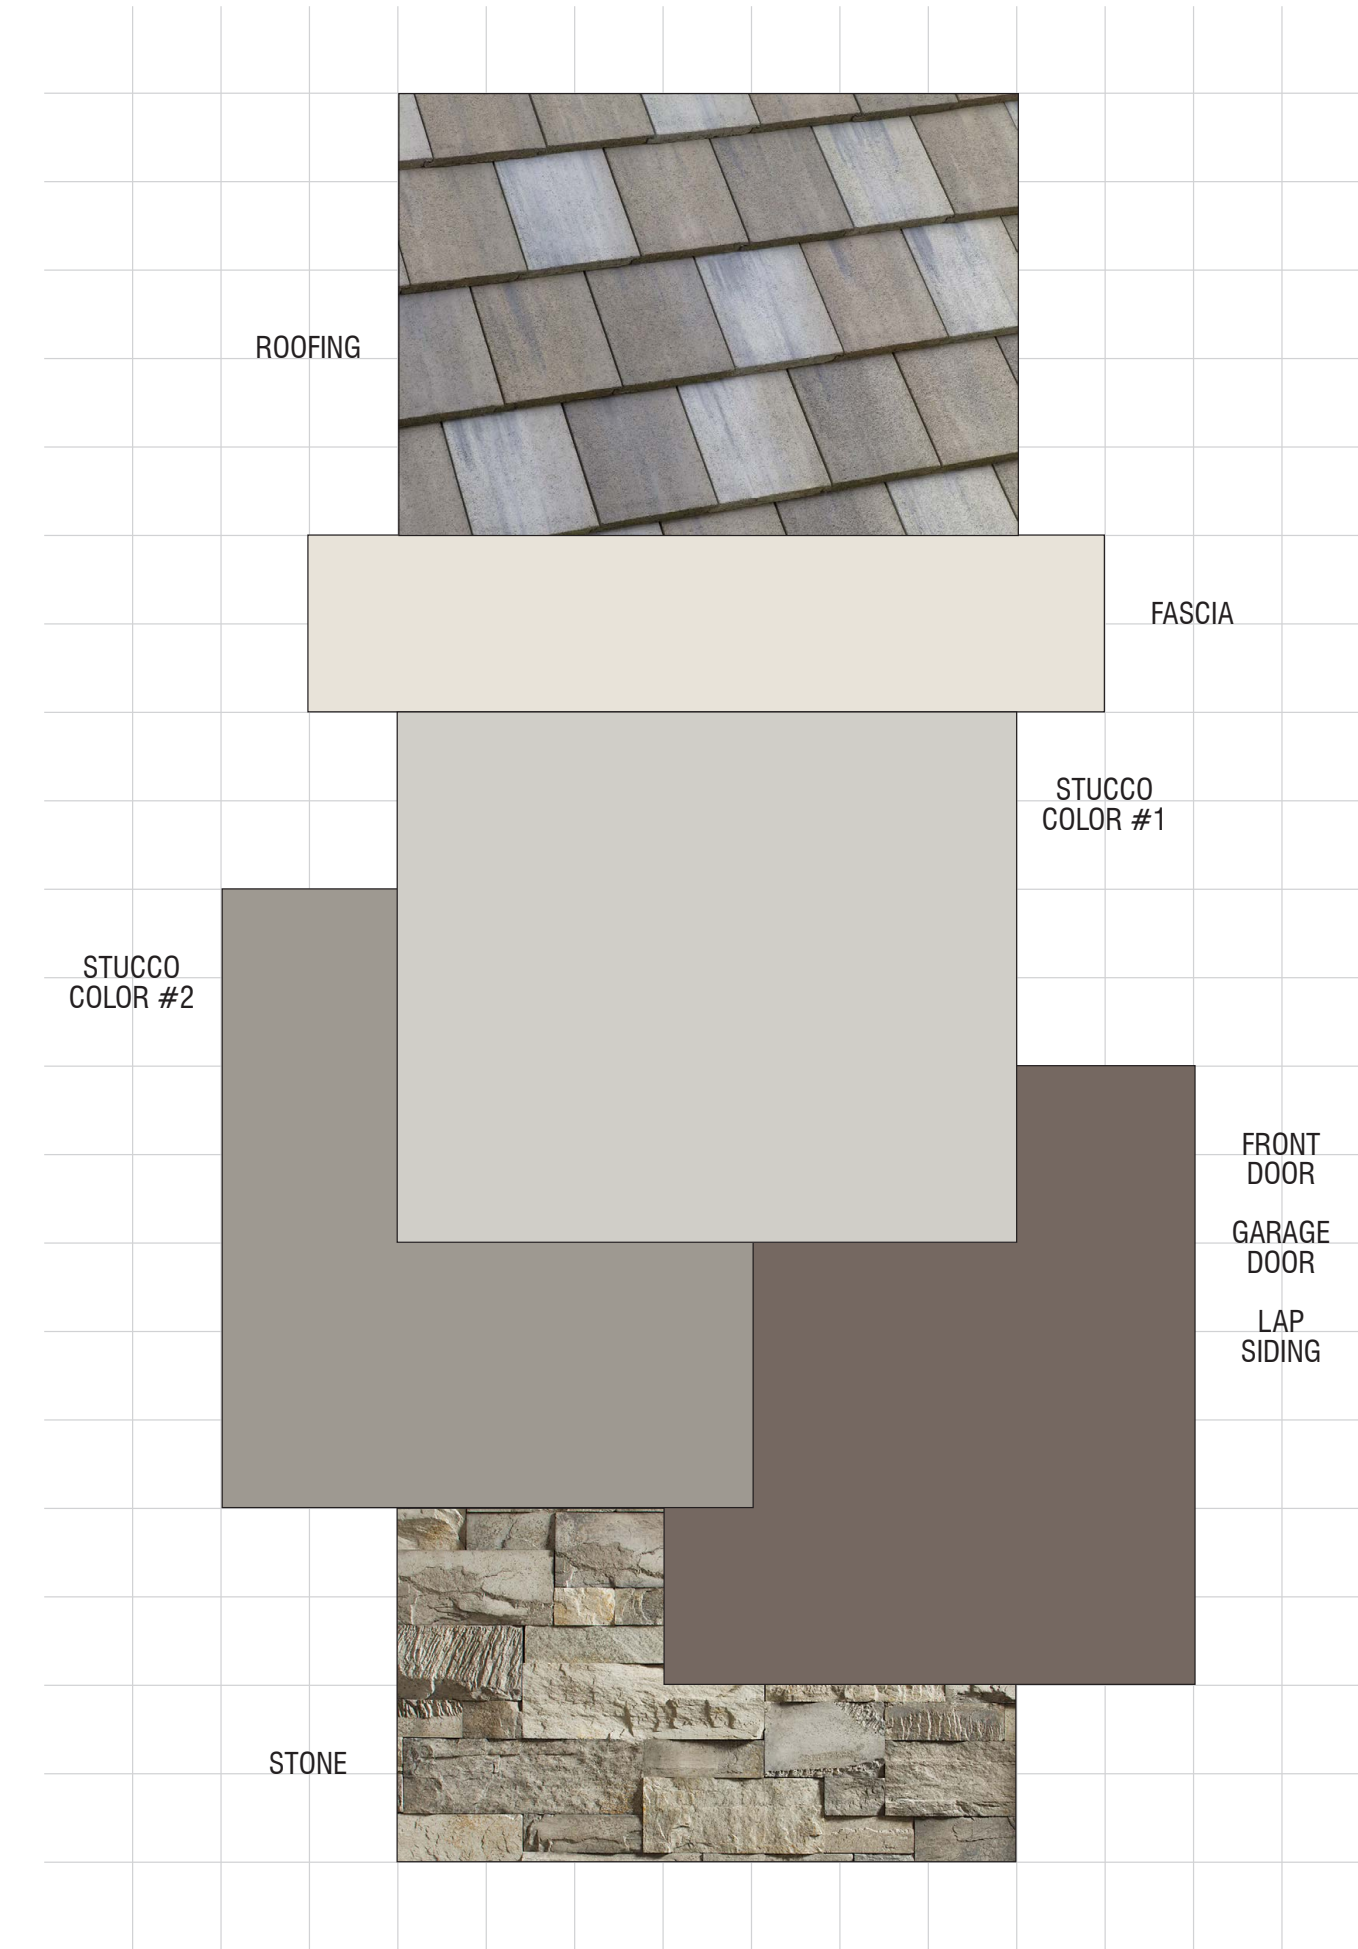 ROOFING
FASCIA
STUCCO
COLOR #1
STUCCO
COLOR #2
FRONT
DOOR
GARAGE
DOOR
LAP
SIDING
STONE